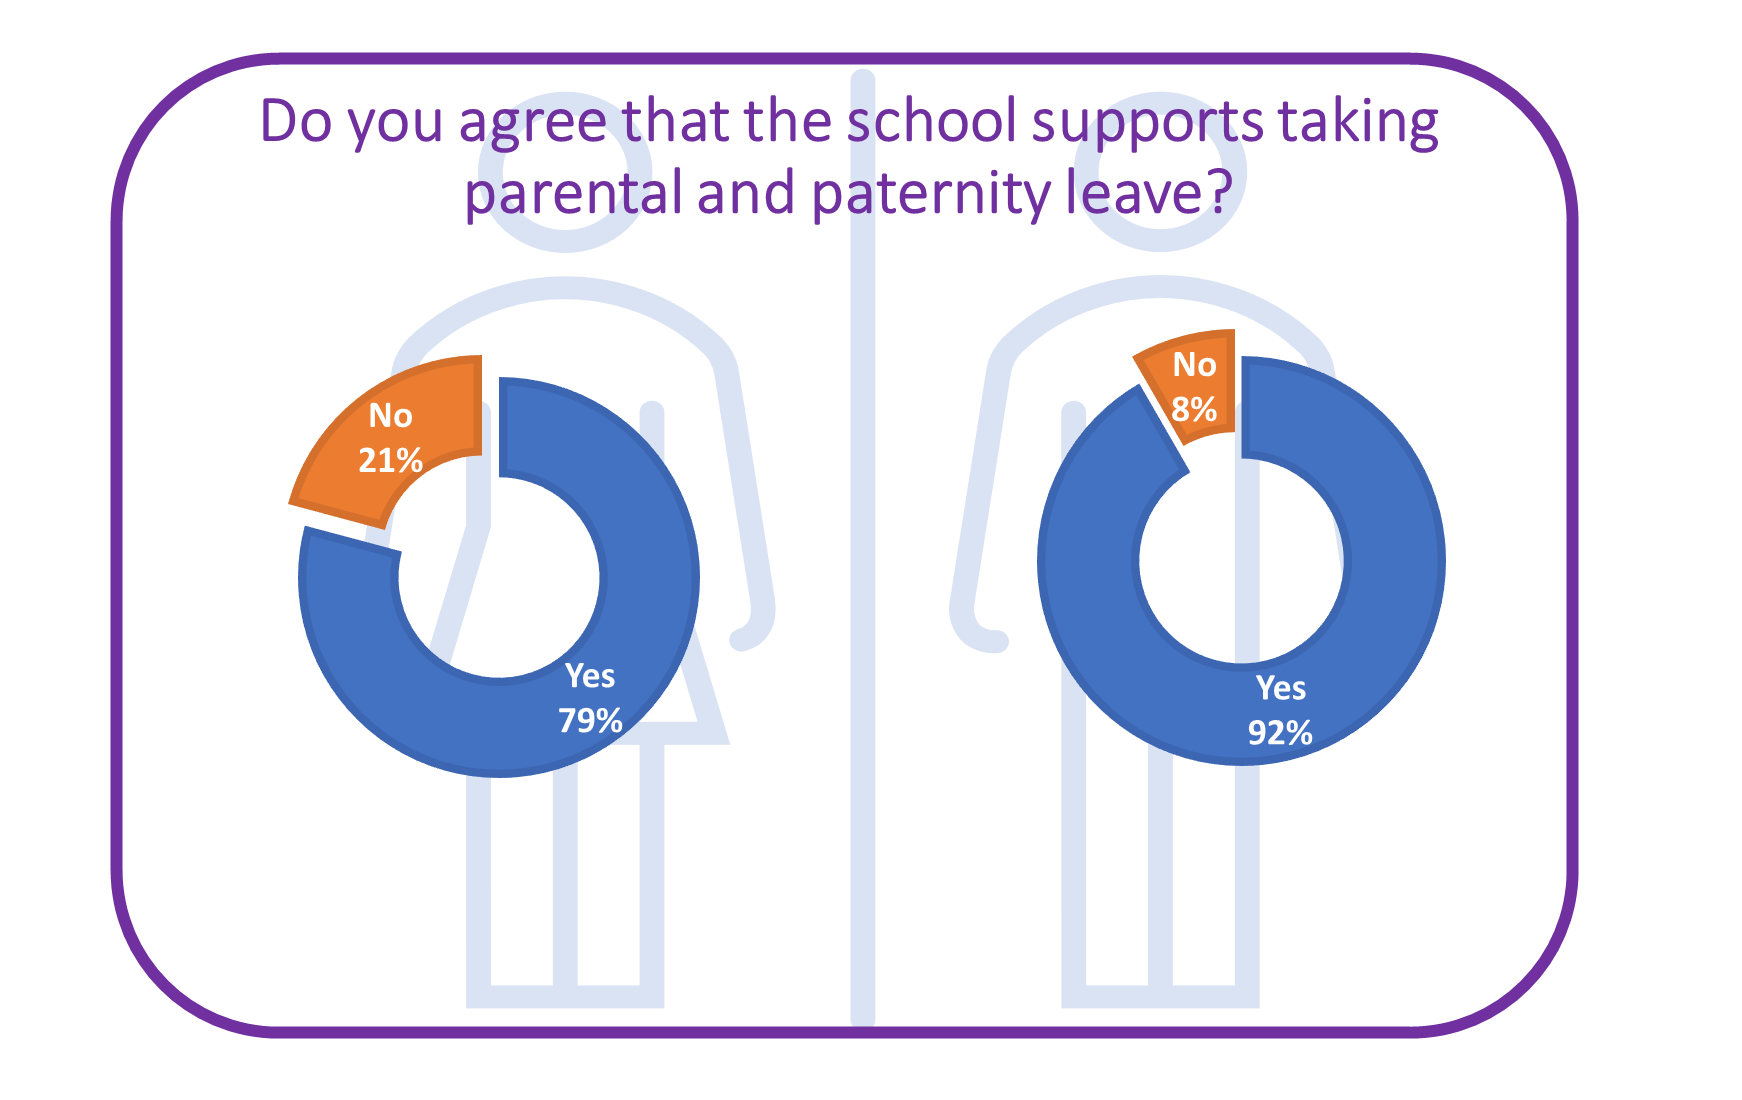 Do you agree that the school supports taking
parental and paternity leave?
No
21%
Yes
79%
No
8%
Yes
92%